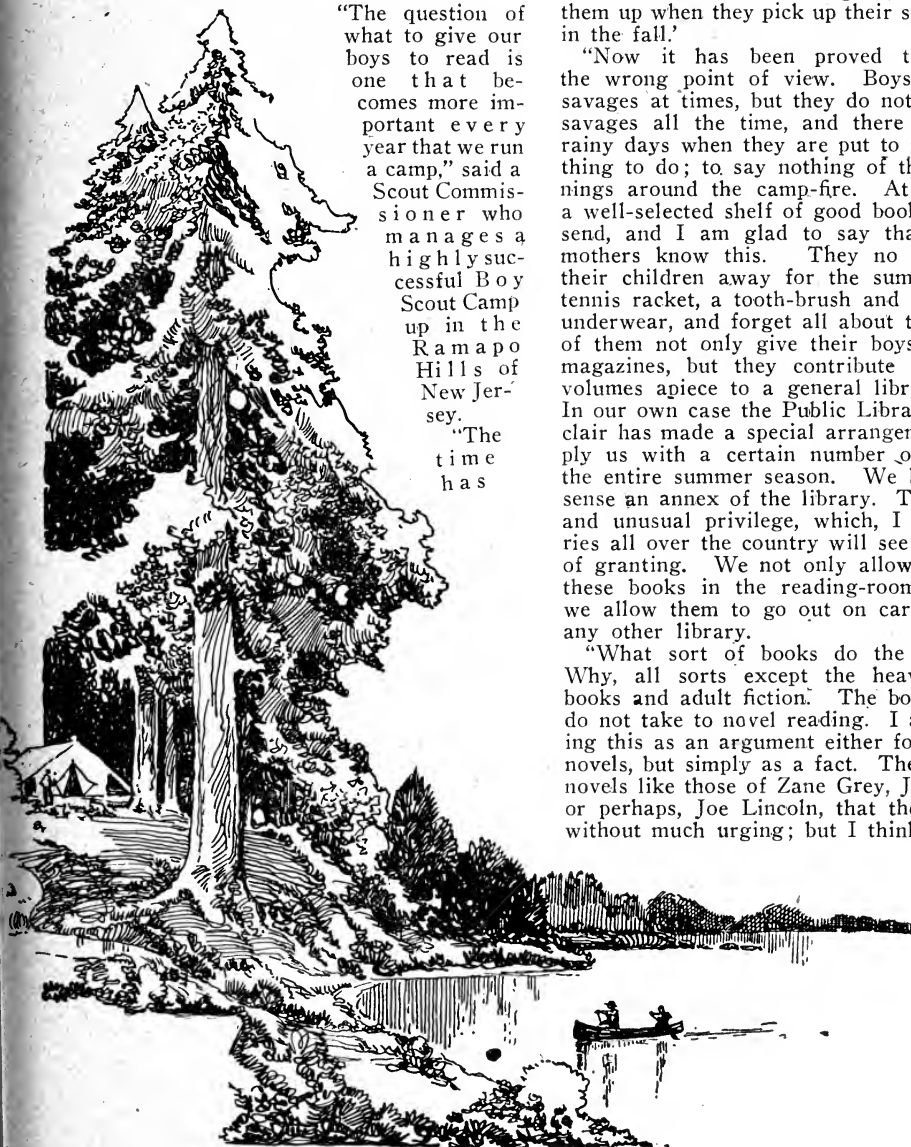 “The question of
what to give our
boys to read is
one that be-
comes more im-
portant every
year that we run
a camp,” said a
Scout Commis-
sioner who
manages a
highly suc-
cessful Boy
Scout Camp
up in the
Ramapo
Hills of
New Jer-
sey.
“The
time
has
them up when they pick up their s
in the fall.’
“Now it has been proved t
the wrong point of view. Boys
savages at times, but they do not
savages all the time, and there
rainy days when they are put to
thing to do; to say nothing of th
nings around the camp-fire. At
a well-selected shelf of good book
send, and I am glad to say tha
mothers know this. They no
their children away for the sum
tennis racket, a tooth-brush and
underwear, and forget all about t
of them not only give their boys
magazines, but they contribute
volumes apiece to a general libr
In our own case the Public Libra
clair has made a special arranger
ply us with a certain number o
the entire summer season. We
sense an annex of the library. T
and unusual privilege, which, I
ries all over the country will see
of granting. We not only allow
these books in the reading-room
we allow them to go out on car
any other library.
“What sort of books do the
Why, all sorts except the hea
books and adult fiction. The bo
do not take to novel reading. I a
ing this as an argument either fo
novels, but simply as a fact. The
novels like those of Zane Grey, J
or perhaps, Joe Lincoln, that the
without much urging; but I think